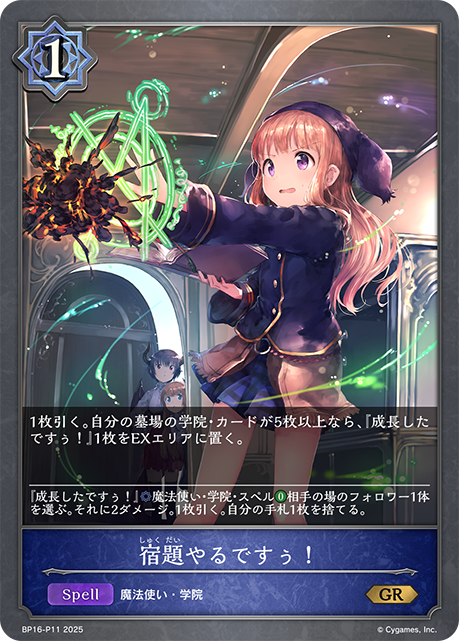 1
1枚引く。自分の墓場の学院・カードが5枚以上なら、『成長した
ですぅ！』1枚をEXエリアに置く。
『成長したですぅ！』魔法使い・学院・スペル0相手の場のフォロワー1体
を選ぶ。それに2ダメージ。1枚引く。自分の手札1枚を捨てる。
しゅくだい
宿題やるですぅ！
Spell
魔法使い・学院
GR
BP16-P11 2025
© Cygames, Inc.